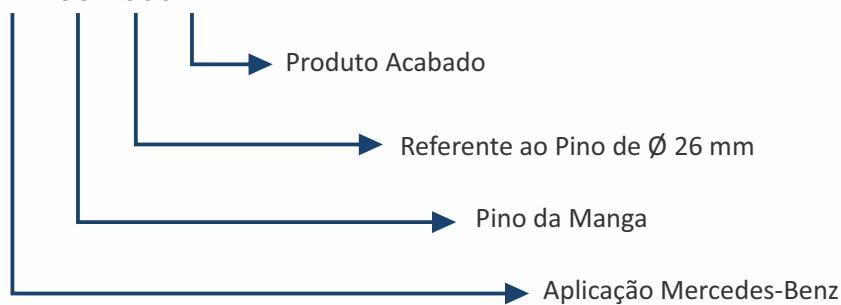 Produto Acabado
Referente ao Pino de Ø 26 mm
Pino da Manga
Aplicação Mercedes-Benz